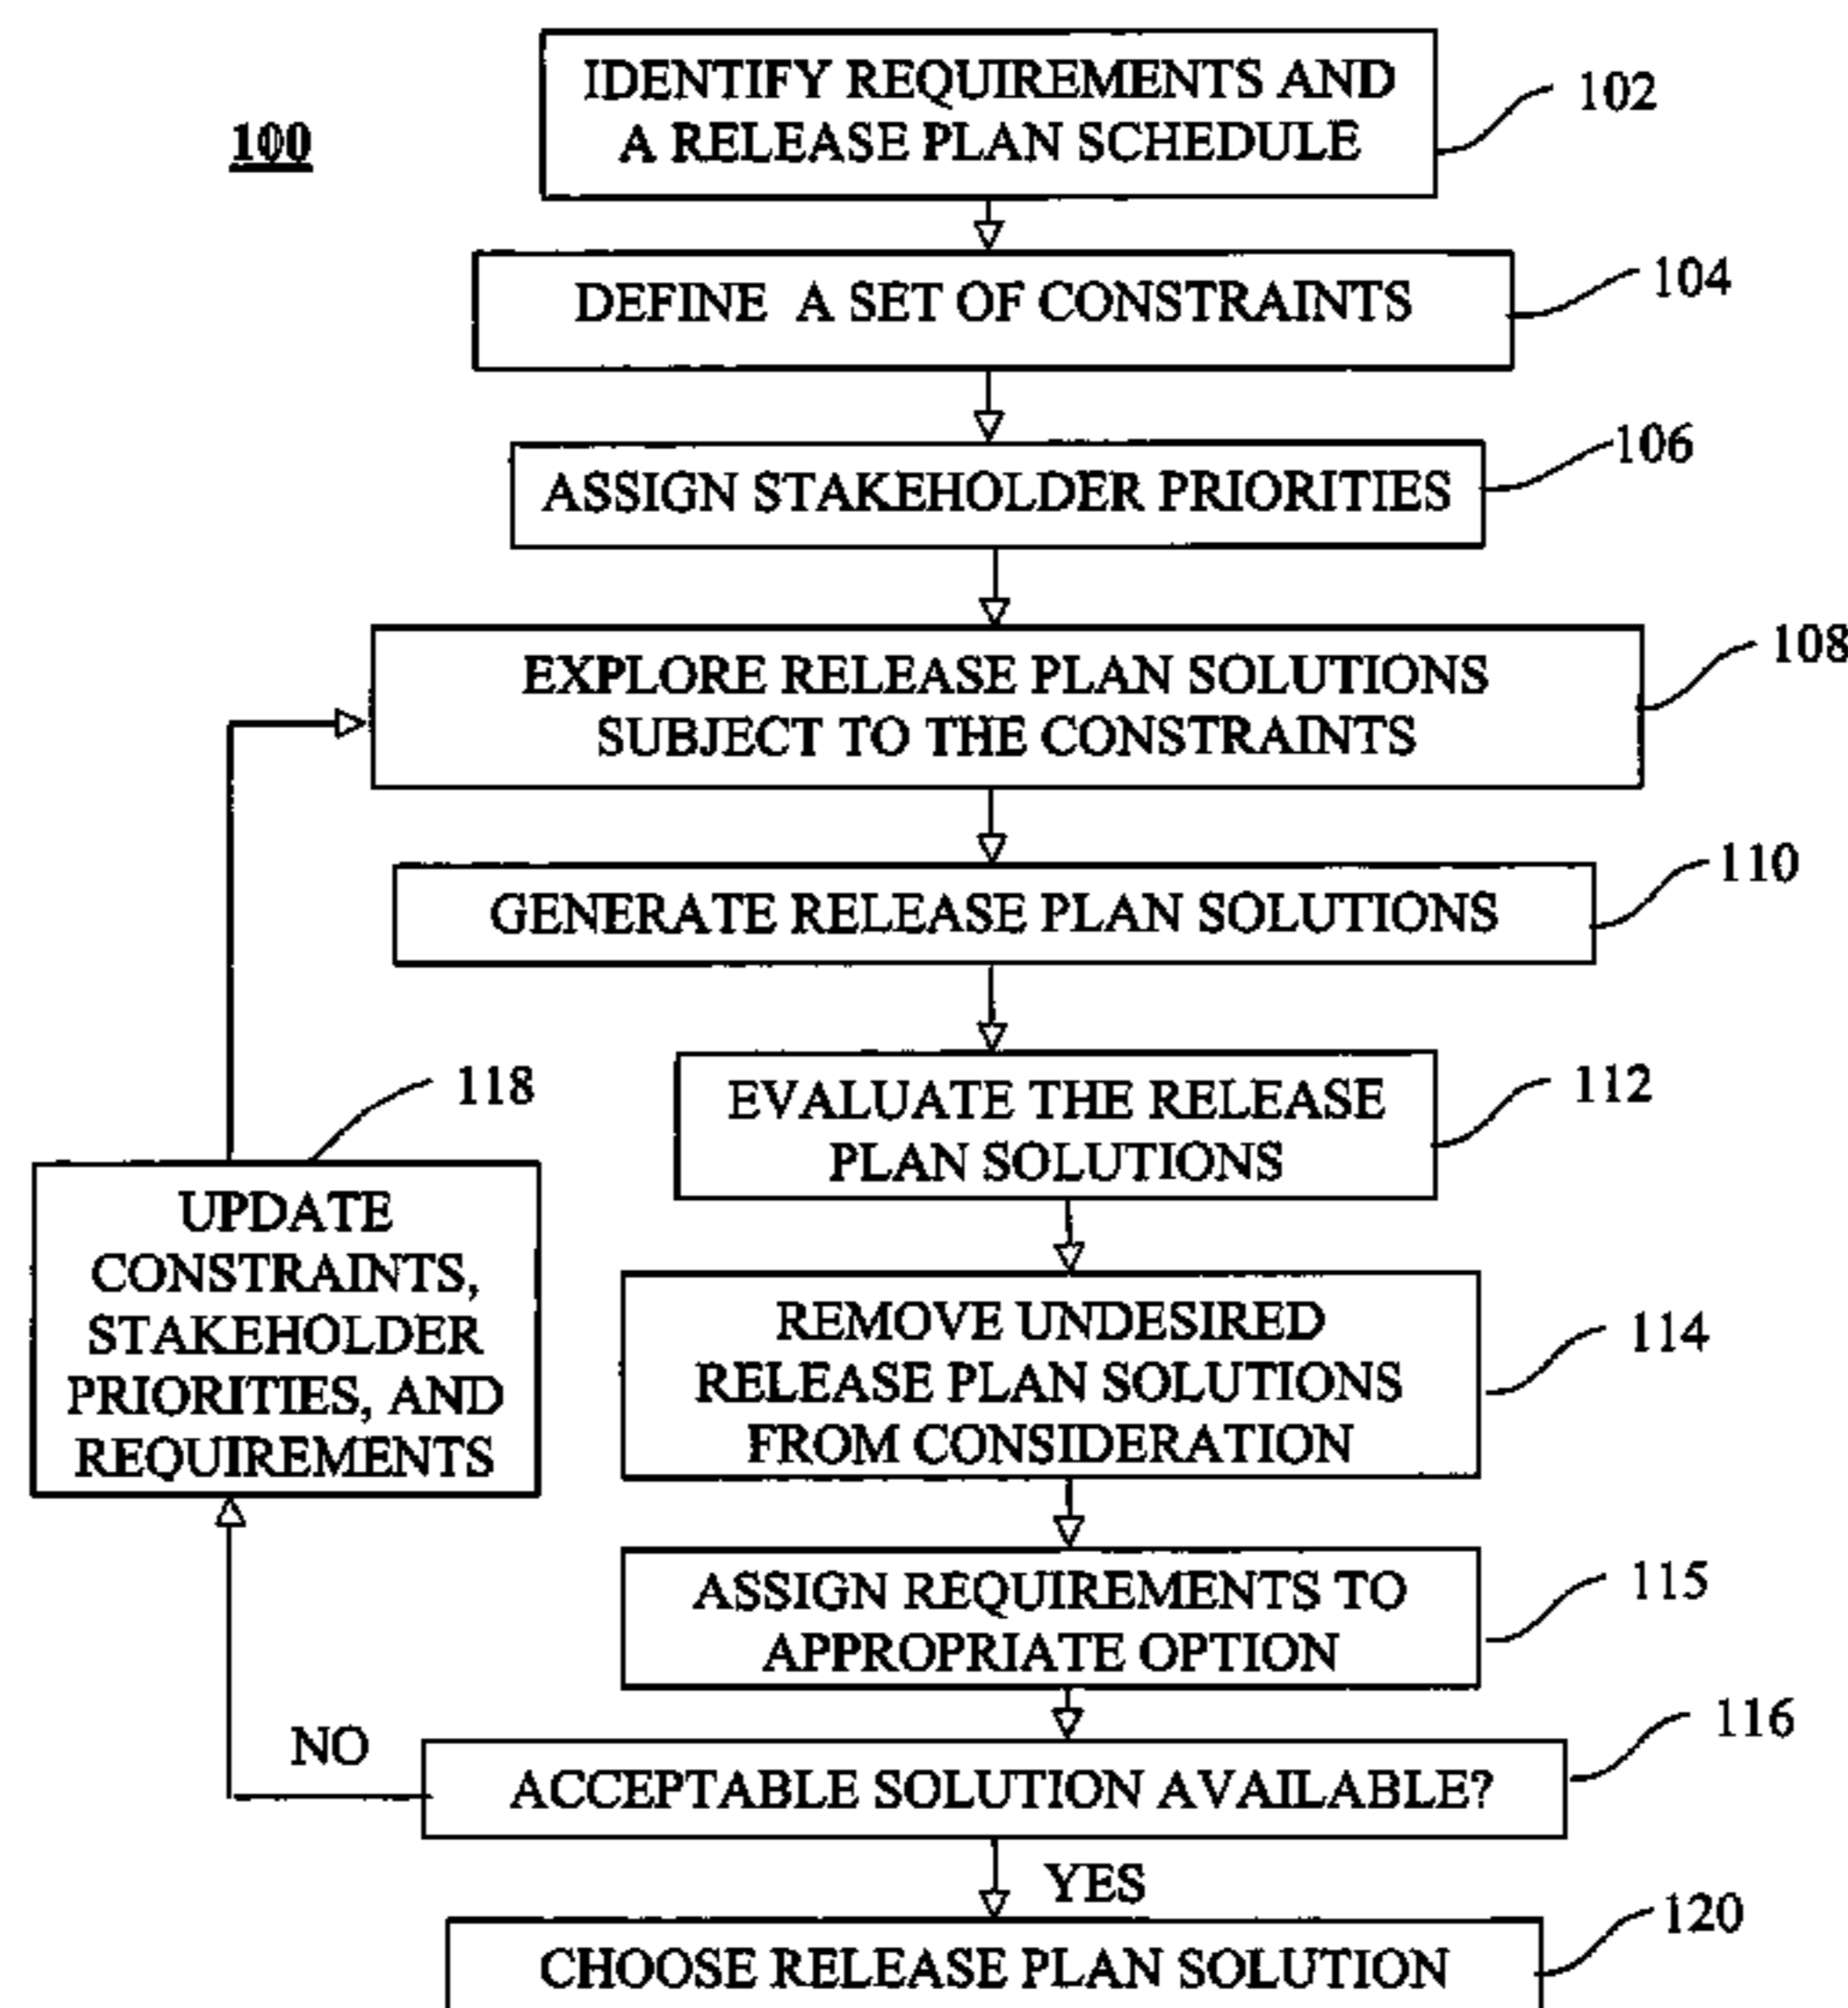 100
IDENTIFY REQUIREMENTS AND
A RELEASE PLAN SCHEDULE
102
DEFINE A SET OF CONSTRAINTS
104
ASSIGN STAKEHOLDER PRIORITIES
106
EXPLORE RELEASE PLAN SOLUTIONS
SUBJECT TO THE CONSTRAINTS
108
GENERATE RELEASE PLAN SOLUTIONS
110
EVALUATE THE RELEASE
PLAN SOLUTIONS
112
118
UPDATE
CONSTRAINTS,
STAKEHOLDER
PRIORITIES, AND
REQUIREMENTS
REMOVE UNDESIRED
RELEASE PLAN SOLUTIONS
FROM CONSIDERATION
114
ASSIGN REQUIREMENTS TO
APPROPRIATE OPTION
115
NO
ACCEPTABLE SOLUTION AVAILABLE?
116
YES
CHOOSE RELEASE PLAN SOLUTION
120